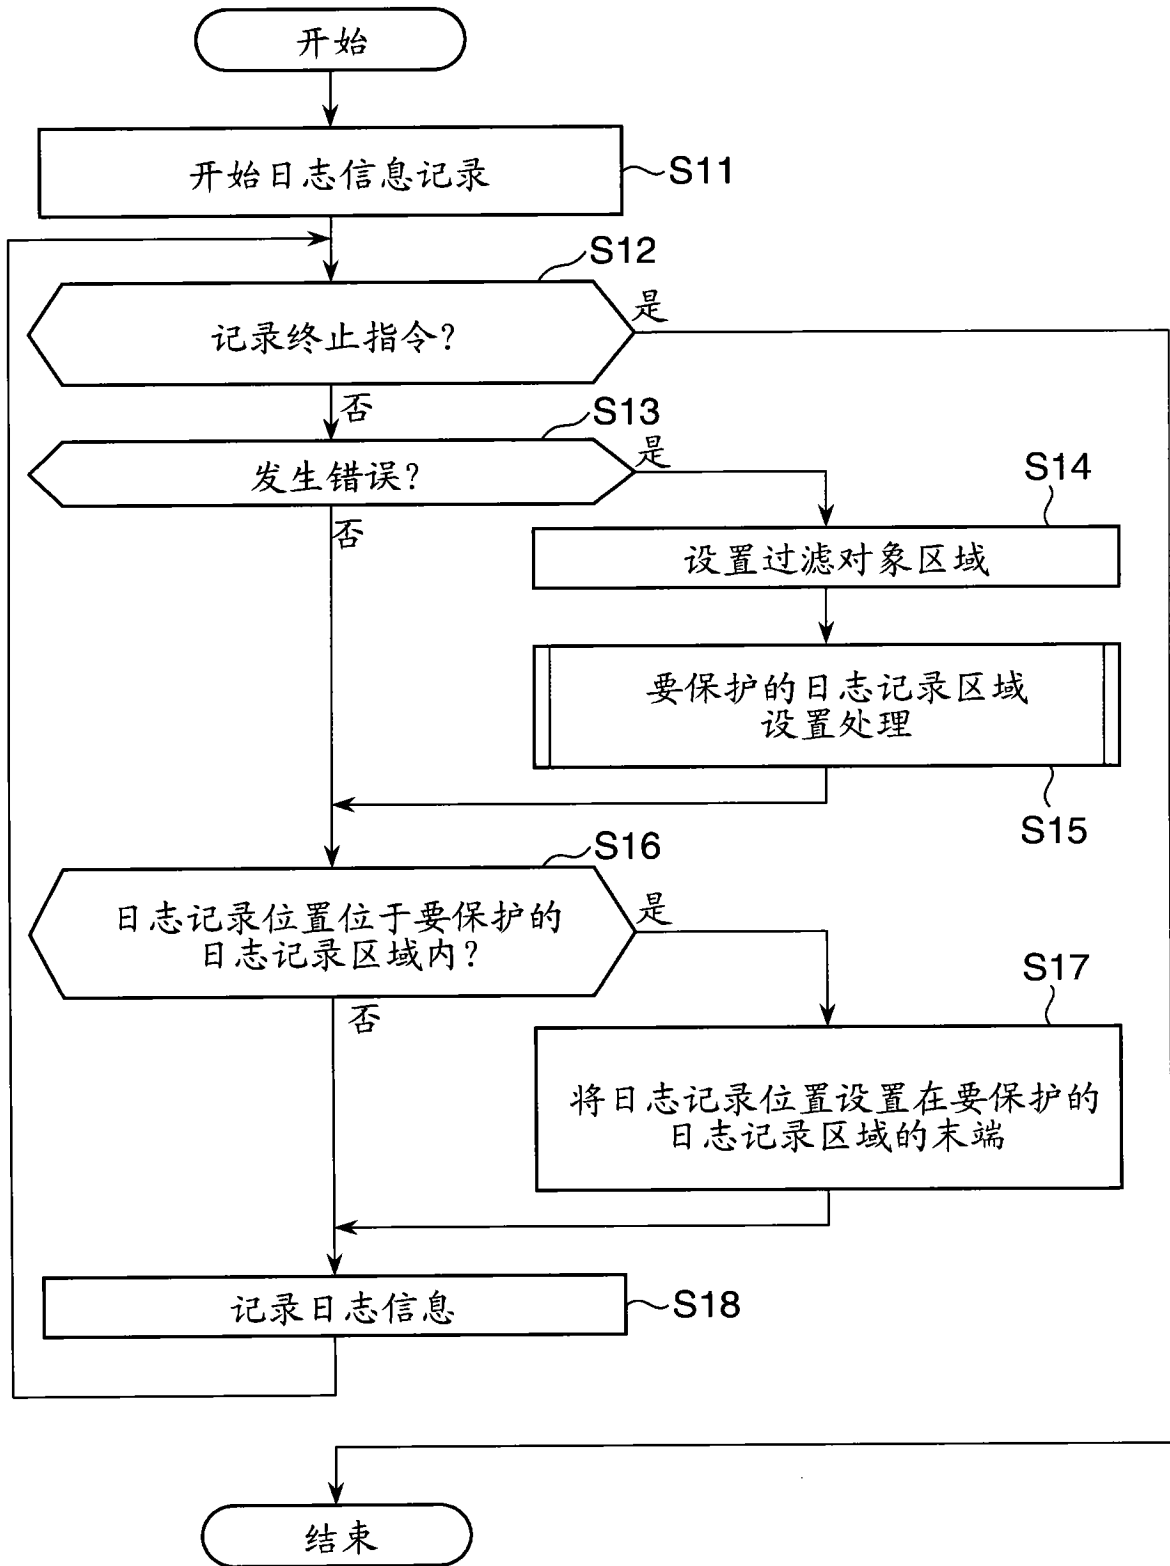 开始
开始日志信息记录
S11
S12
记录终止指令?
是
否
S13
发生错误?
是
否
S14
设置过滤对象区域
要保护的日志记录区域
设置处理
S15
S16
日志记录位置位于要保护的
日志记录区域内?
是
否
S17
将日志记录位置设置在要保护的
日志记录区域的末端
记录日志信息
S18
结束